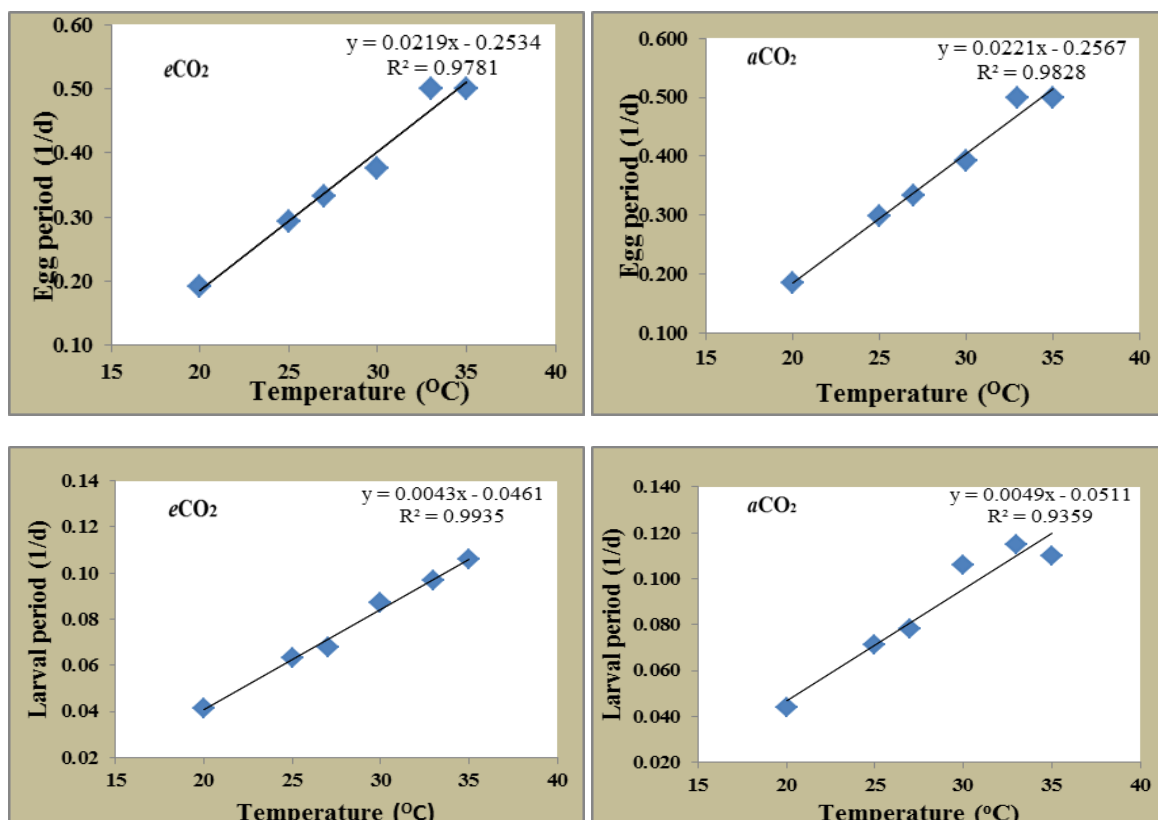 0.60
0.50
0.40
0.30
0.20
0.10
15 20 25 30 35 40
Egg period (1/d)
Temperature (ᴼC)
eCO₂
y = 0.0219x - 0.2534
R² = 0.9781
0.600
0.500
0.400
0.300
0.200
0.100
15 20 25 30 35 40
Egg period (1/d)
Temperature (ᴼC)
aCO₂
y = 0.0221x - 0.2567
R² = 0.9828
0.14
0.12
0.10
0.08
0.06
0.04
0.02
15 20 25 30 35 40
Larval period (1/d)
Temperature (ᴼC)
eCO₂
y = 0.0043x - 0.0461
R² = 0.9935
0.140
0.120
0.100
0.080
0.060
0.040
0.020
15 20 25 30 35 40
Larval period (1/d)
Temperature (ᵒC)
aCO₂
y = 0.0049x - 0.0511
R² = 0.9359